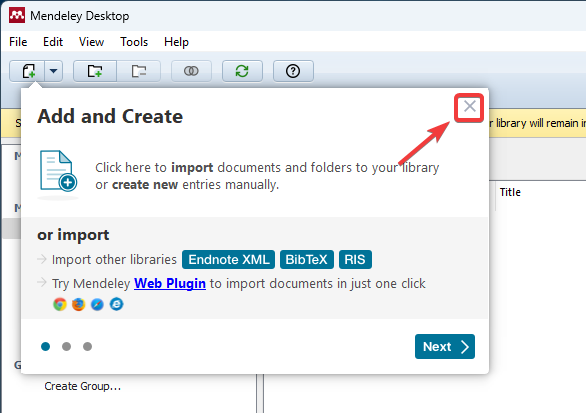 Mendeley Desktop
File Edit View Tools Help
library will remain in
Add and Create
Click here to import documents and folders to your library
or create new entries manually.
Title
or import
Import other libraries Endnote XML BibTeX RIS
Try Mendeley Web Plugin to import documents in just one click
Next
Create Group...